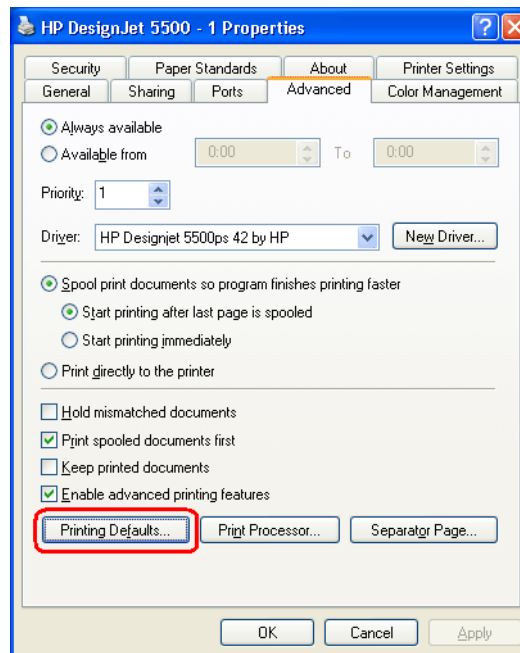 HP DesignJet 5500 - 1 Properties
Security Paper Standards About Printer Settings
General Sharing Ports Advanced Color Management
Always available
Available from 0:00 To 0:00
Priority: 1
Driver: HP Designjet 5500ps 42 by HP New Driver...
Spool print documents so program finishes printing faster
Start printing after last page is spooled
Start printing immediately
Print directly to the printer
Hold mismatched documents
Print spooled documents first
Keep printed documents
Enable advanced printing features
Printing Defaults... Print Processor... Separator Page...
OK Cancel Apply